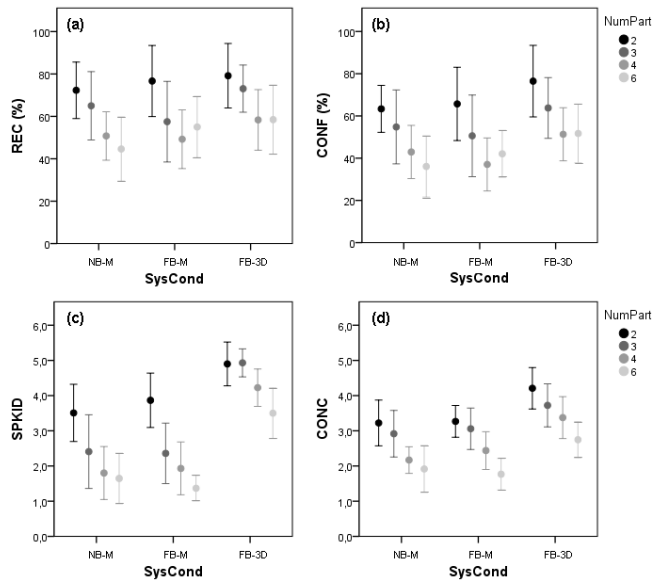 (a)
REC (%)
100
80
60
40
20
0
NB-M FB-M FB-3D
SysCond
(b)
CONF (%)
100
80
60
40
20
0
NB-M FB-M FB-3D
SysCond
NumPart
2
3
4
6
(c)
SPKID
6,0
5,0
4,0
3,0
2,0
1,0
0,0
NB-M FB-M FB-3D
SysCond
(d)
CONC
6,0
5,0
4,0
3,0
2,0
1,0
0,0
NB-M FB-M FB-3D
SysCond
NumPart
2
3
4
6